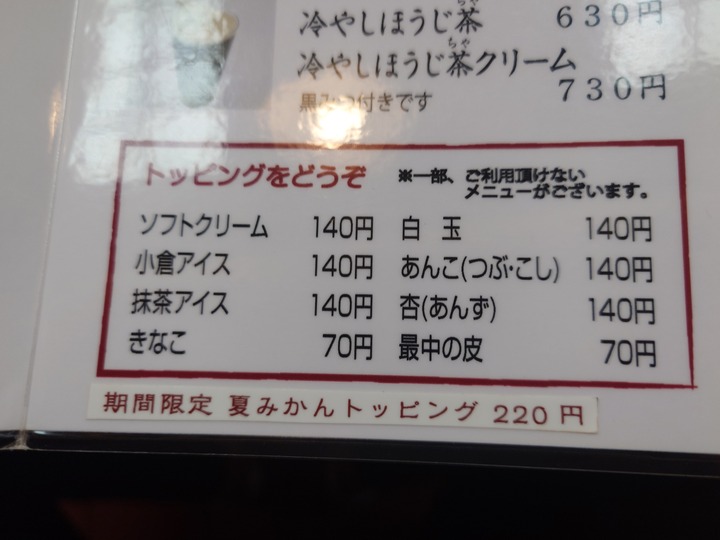 冷やしほうじ茶 630円
冷やしほうじ茶クリーム
730円
黒みつ付きです
トッピングをどうぞ ※一部、ご利用頂けない
メニューがございます。
ソフトクリーム 140円 白玉 140円
小倉アイス 140円 あんこ(つぶ・こし) 140円
抹茶アイス 140円 杏(あんず) 140円
きなこ 70円 最中の皮 70円
期間限定 夏みかんトッピング 220円